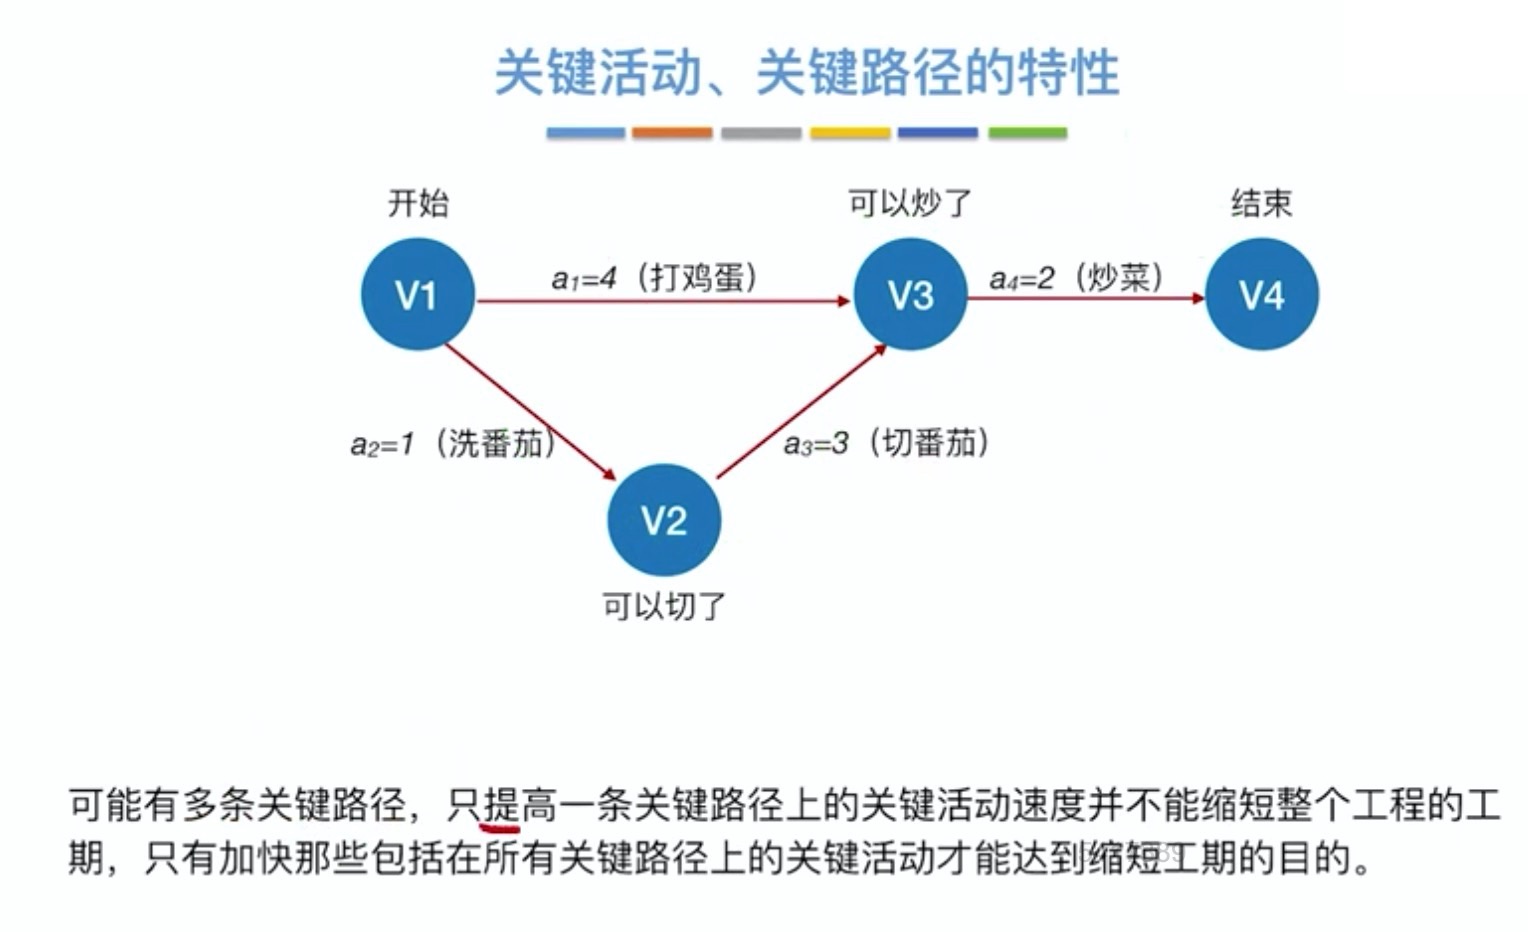 关键活动、关键路径的特性
开始
可以炒了
结束
V1
a₁=4（打鸡蛋）
V3
a₄=2（炒菜）
V4
a₂=1（洗番茄）
a₃=3（切番茄）
V2
可以切了
可能有多条关键路径，只提高一条关键路径上的关键活动速度并不能缩短整个工程的工
期，只有加快那些包括在所有关键路径上的关键活动才能达到缩短工期的目的。